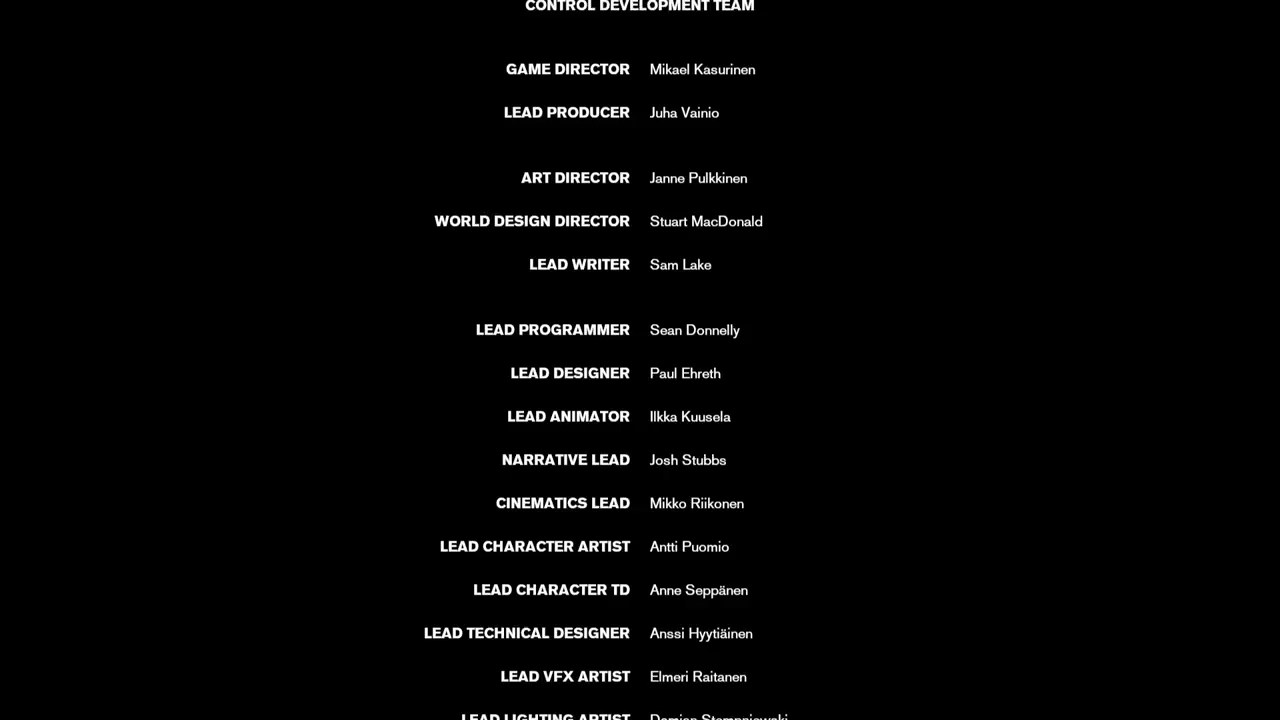 CONTROL DEVELOPMENT TEAM
GAME DIRECTOR Mikael Kasurinen
LEAD PRODUCER Juha Vainio
ART DIRECTOR Janne Pulkkinen
WORLD DESIGN DIRECTOR Stuart MacDonald
LEAD WRITER Sam Lake
LEAD PROGRAMMER Sean Donnelly
LEAD DESIGNER Paul Ehreth
LEAD ANIMATOR Ilkka Kuusela
NARRATIVE LEAD Josh Stubbs
CINEMATICS LEAD Mikko Riikonen
LEAD CHARACTER ARTIST Antti Puomio
LEAD CHARACTER TD Anne Seppänen
LEAD TECHNICAL DESIGNER Anssi Hyytiäinen
LEAD VFX ARTIST Elmeri Raitanen
LEAD LIGHTING ARTIST